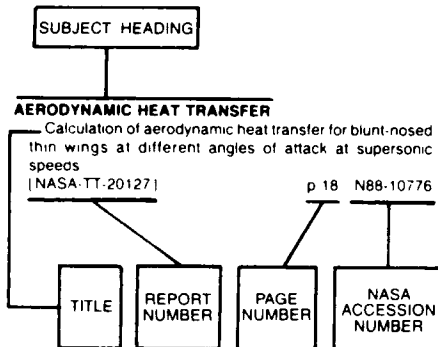 SUBJECT HEADING
AERODYNAMIC HEAT TRANSFER
Calculation of aerodynamic heat transfer for blunt-nosed
thin wings at different angles of attack at supersonic
speeds
[NASA-TT-20127] p 18 N88-10776
TITLE
REPORT
NUMBER
PAGE
NUMBER
NASA
ACCESSION
NUMBER